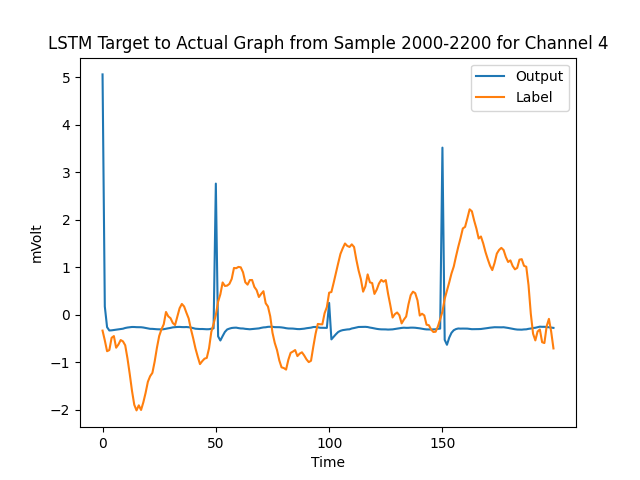 LSTM Target to Actual Graph from Sample 2000-2200 for Channel 4
Output
Label
mVolt
5
4
3
2
1
0
−1
−2
0 50 100 150
Time